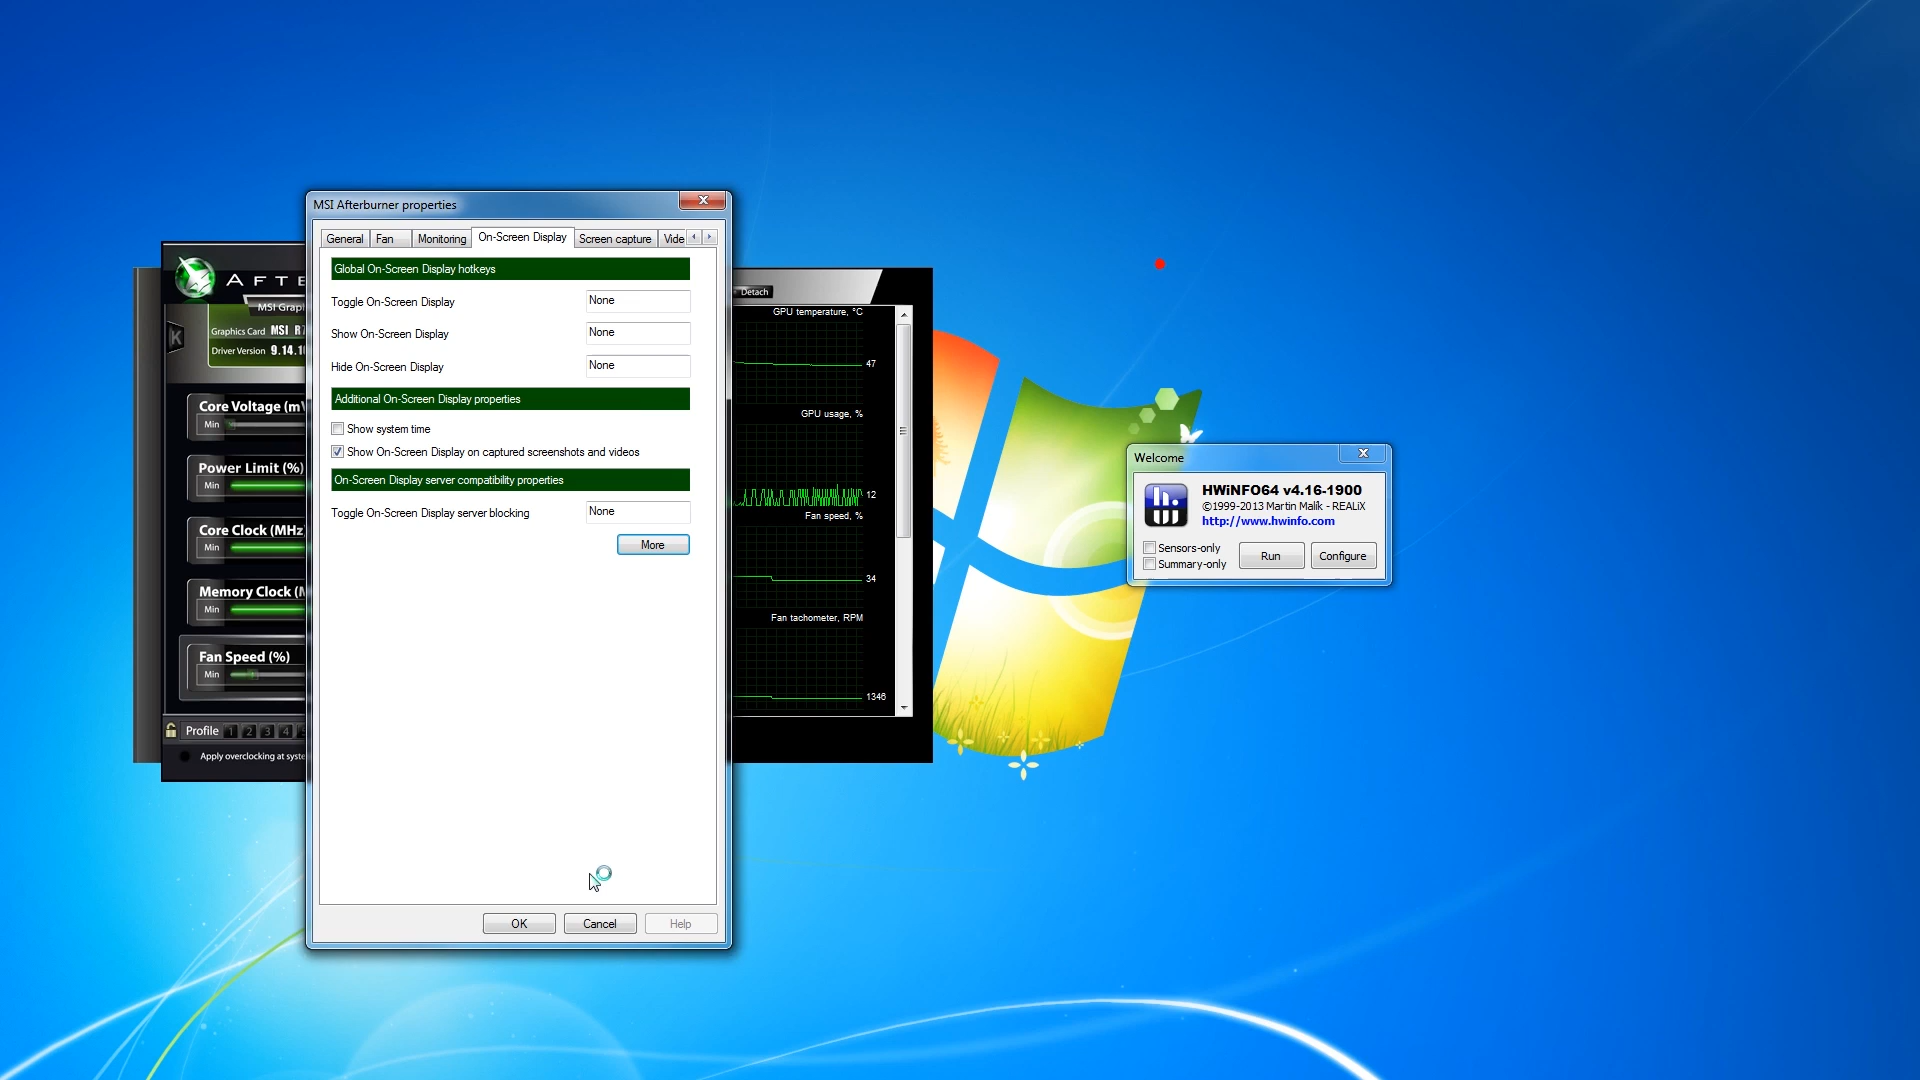 MSI Afterburner properties
General Fan Monitoring On-Screen Display Screen capture Vide
Global On-Screen Display hotkeys
Toggle On-Screen Display None
Show On-Screen Display None
Hide On-Screen Display None
Additional On-Screen Display properties
Show system time
Show On-Screen Display on captured screenshots and videos
On-Screen Display server compatibility properties
Toggle On-Screen Display server blocking None
More
OK Cancel Help
AFTE
MSI Grap
K
Graphics Card MSI R7
Driver Version 9.14.10
Core Voltage (mV
Min
Power Limit (%)
Min
Core Clock (MHz
Min
Memory Clock (M
Min
Fan Speed (%)
Min
Profile 1 2 3 4
Apply overclocking at syste
Detach
GPU temperature, °C
47
GPU usage, %
12
Fan speed, %
34
Fan tachometer, RPM
1346
Welcome
HWiNFO64 v4.16-1900
©1999-2013 Martin Malík - REALiX
http://www.hwinfo.com
Sensors-only
Summary-only
Run Configure